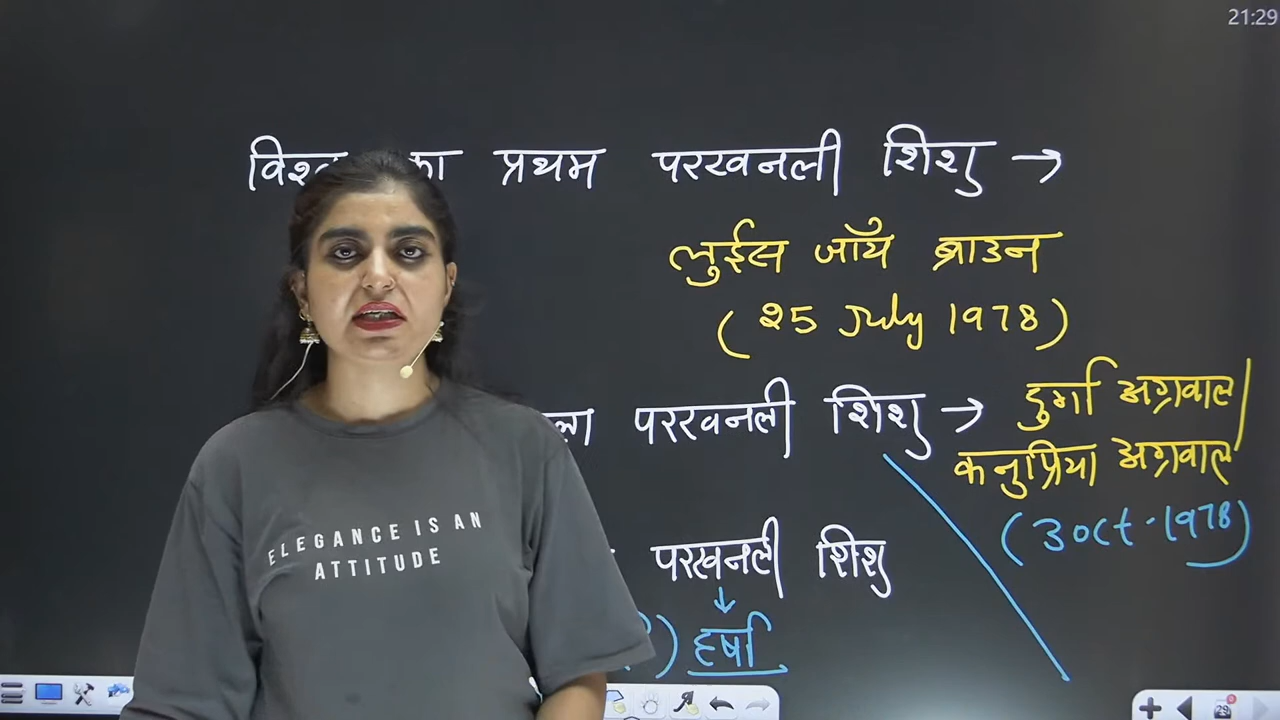 21:29
का प्रथम परखनली शिशु →
लुईस जॉय ब्राउन
(25 July 1978)
परखनली शिशु → दुर्गा अग्रवाल/
कनुप्रिया अग्रवाल
(3 oct-1978)
परखनली शिशु
↓
) हर्षा
ELEGANCE IS AN
ATTITUDE
29